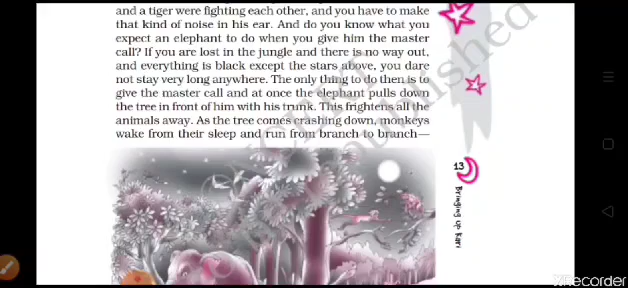 and a tiger were fighting each other, and you have to make
that kind of noise in his ear. And do you know what you
expect an elephant to do when you give him the master
call? If you are lost in the jungle and there is no way out,
and everything is black except the stars above, you dare
not stay very long anywhere. The only thing to do then is to
give the master call and at once the elephant pulls down
the tree in front of him with his trunk. This frightens all the
animals away. As the tree comes crashing down, monkeys
wake from their sleep and run from branch to branch—
13
Bringing up Kari
Recorder